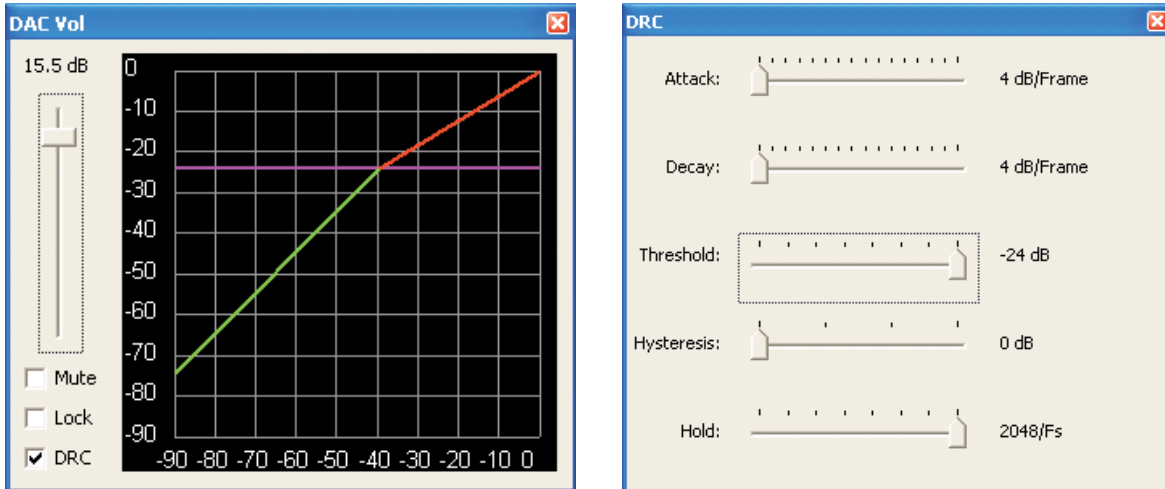 DAC Vol
15.5 dB
0
-10
-20
-30
-40
-50
-60
-70
-80
-90
-90 -80 -70 -60 -50 -40 -30 -20 -10 0
Mute
Lock
DRC
DRC
Attack: 4 dB/Frame
Decay: 4 dB/Frame
Threshold: -24 dB
Hysteresis: 0 dB
Hold: 2048/Fs